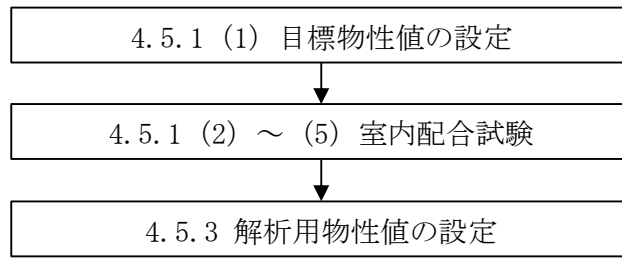 4.5.1 (1) 目標物性値の設定
4.5.1 (2) ～ (5) 室内配合試験
4.5.3 解析用物性値の設定